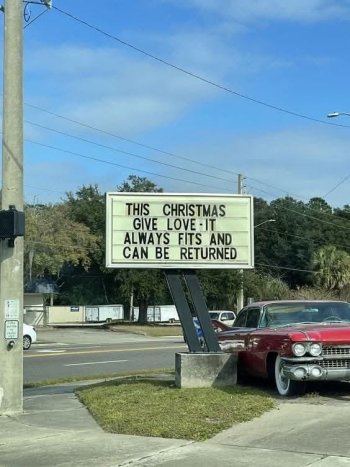 THIS CHRISTMAS
GIVE LOVE-IT
ALWAYS FITS AND
CAN BE RETURNED